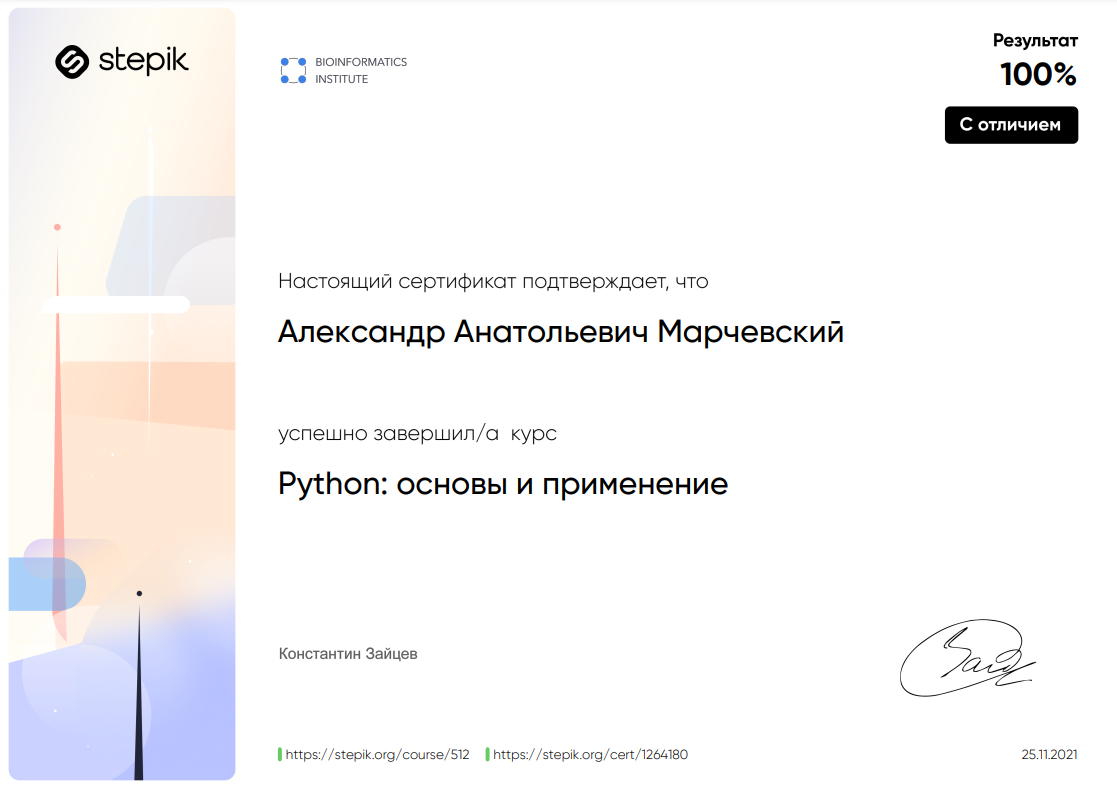 stepik
BIOINFORMATICS
INSTITUTE
Результат
100%
С отличием
Настоящий сертификат подтверждает, что
Александр Анатольевич Марчевский
успешно завершил/а курс
Python: основы и применение
Константин Зайцев
https://stepik.org/course/512 https://stepik.org/cert/1264180
25.11.2021